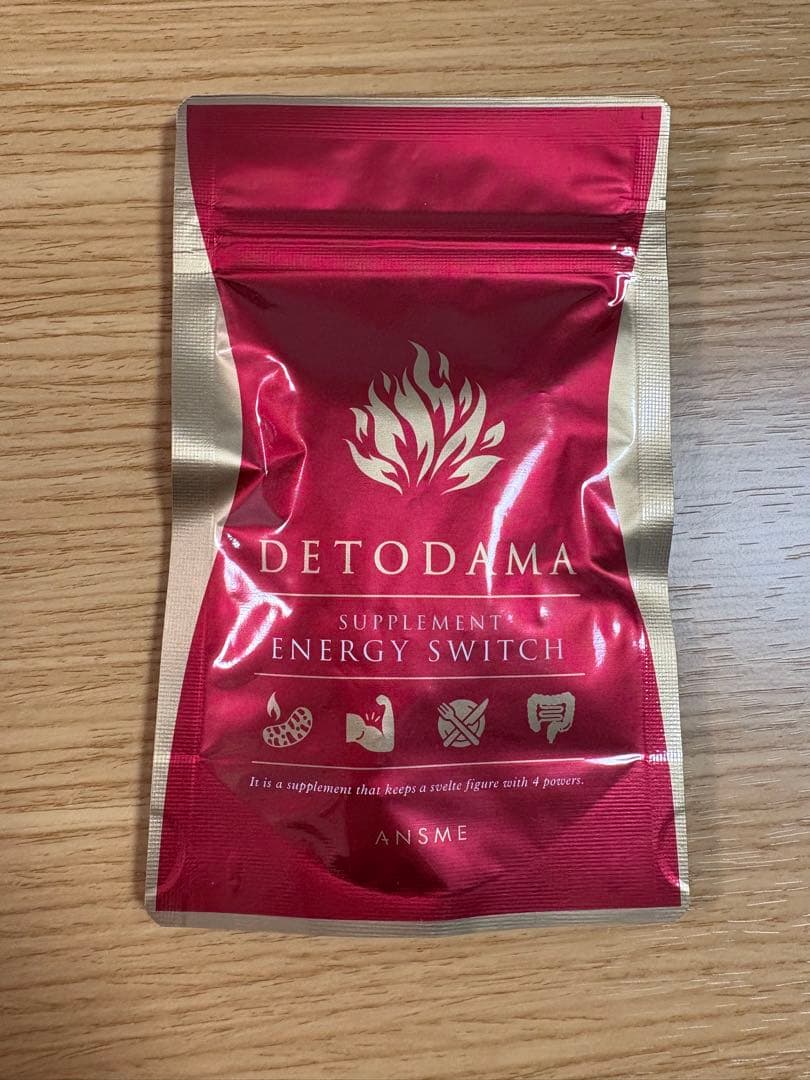 DETODAMA
SUPPLEMENT
ENERGY SWITCH
It is a supplement that keeps a svelte figure with 4 powers.
ANSME